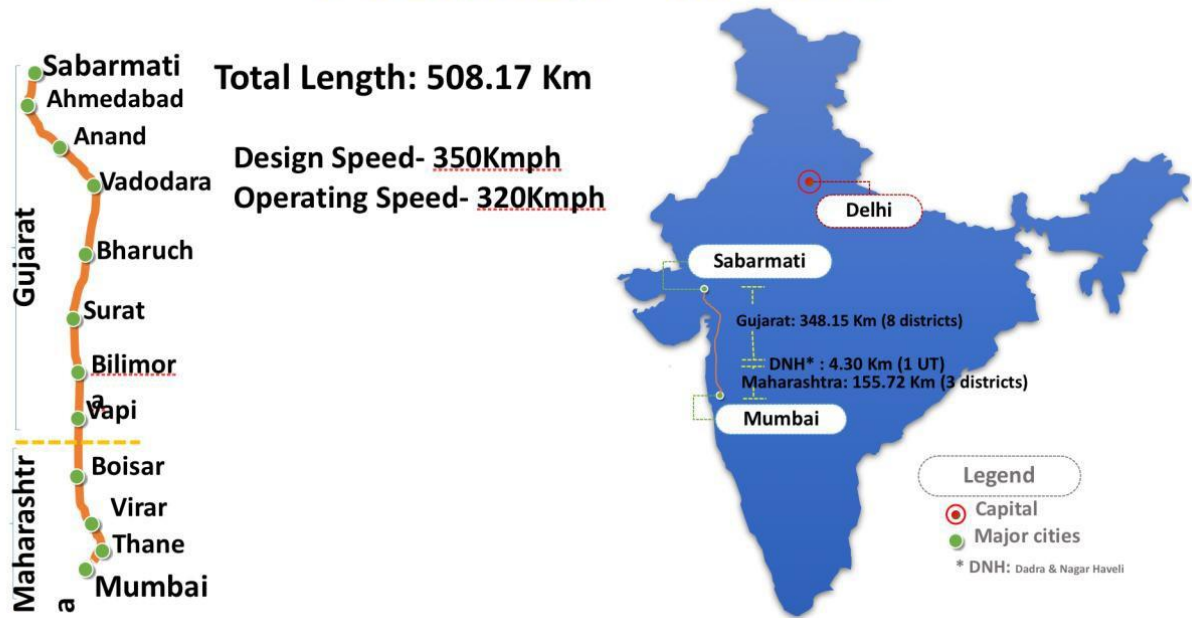 Sabarmati
Ahmedabad
Anand
Vadodara
Bharuch
Surat
Bilimor
a
Vapi
Boisar
Virar
Thane
Mumbai
Gujarat
Maharashtr
a
Total Length: 508.17 Km
Design Speed- 350Kmph
Operating Speed- 320Kmph
Delhi
Sabarmati
Gujarat: 348.15 Km (8 districts)
DNH* : 4.30 Km (1 UT)
Maharashtra: 155.72 Km (3 districts)
Mumbai
Legend
Capital
Major cities
* DNH: Dadra & Nagar Haveli